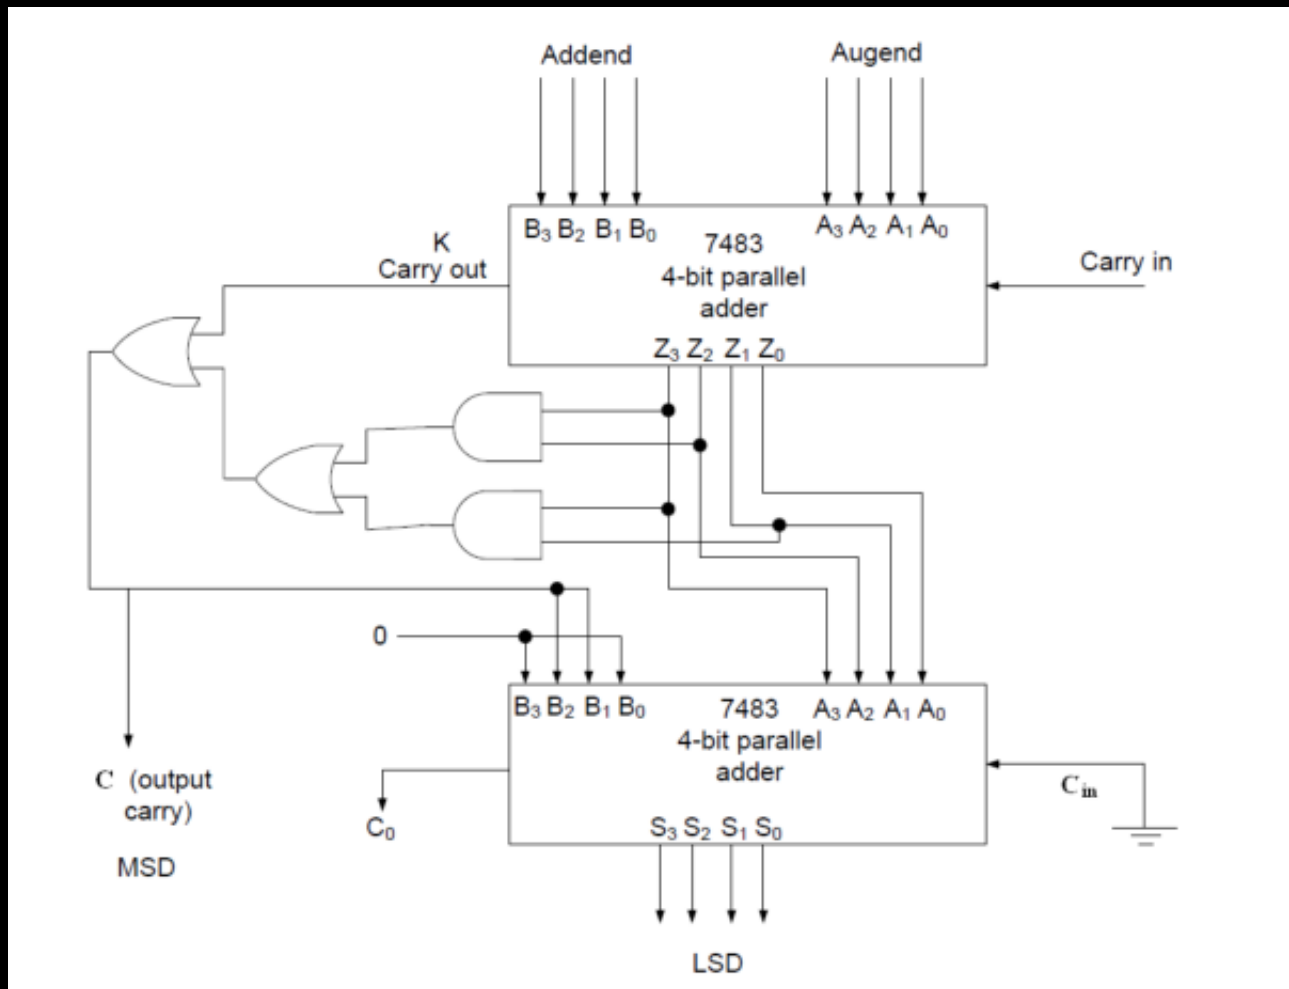 Addend
Augend
B₃ B₂ B₁ B₀
A₃ A₂ A₁ A₀
7483
4-bit parallel
adder
K
Carry out
Carry in
Z₃ Z₂ Z₁ Z₀
0
B₃ B₂ B₁ B₀
7483
A₃ A₂ A₁ A₀
4-bit parallel
adder
C (output
carry)
MSD
C₀
C_in
S₃ S₂ S₁ S₀
LSD